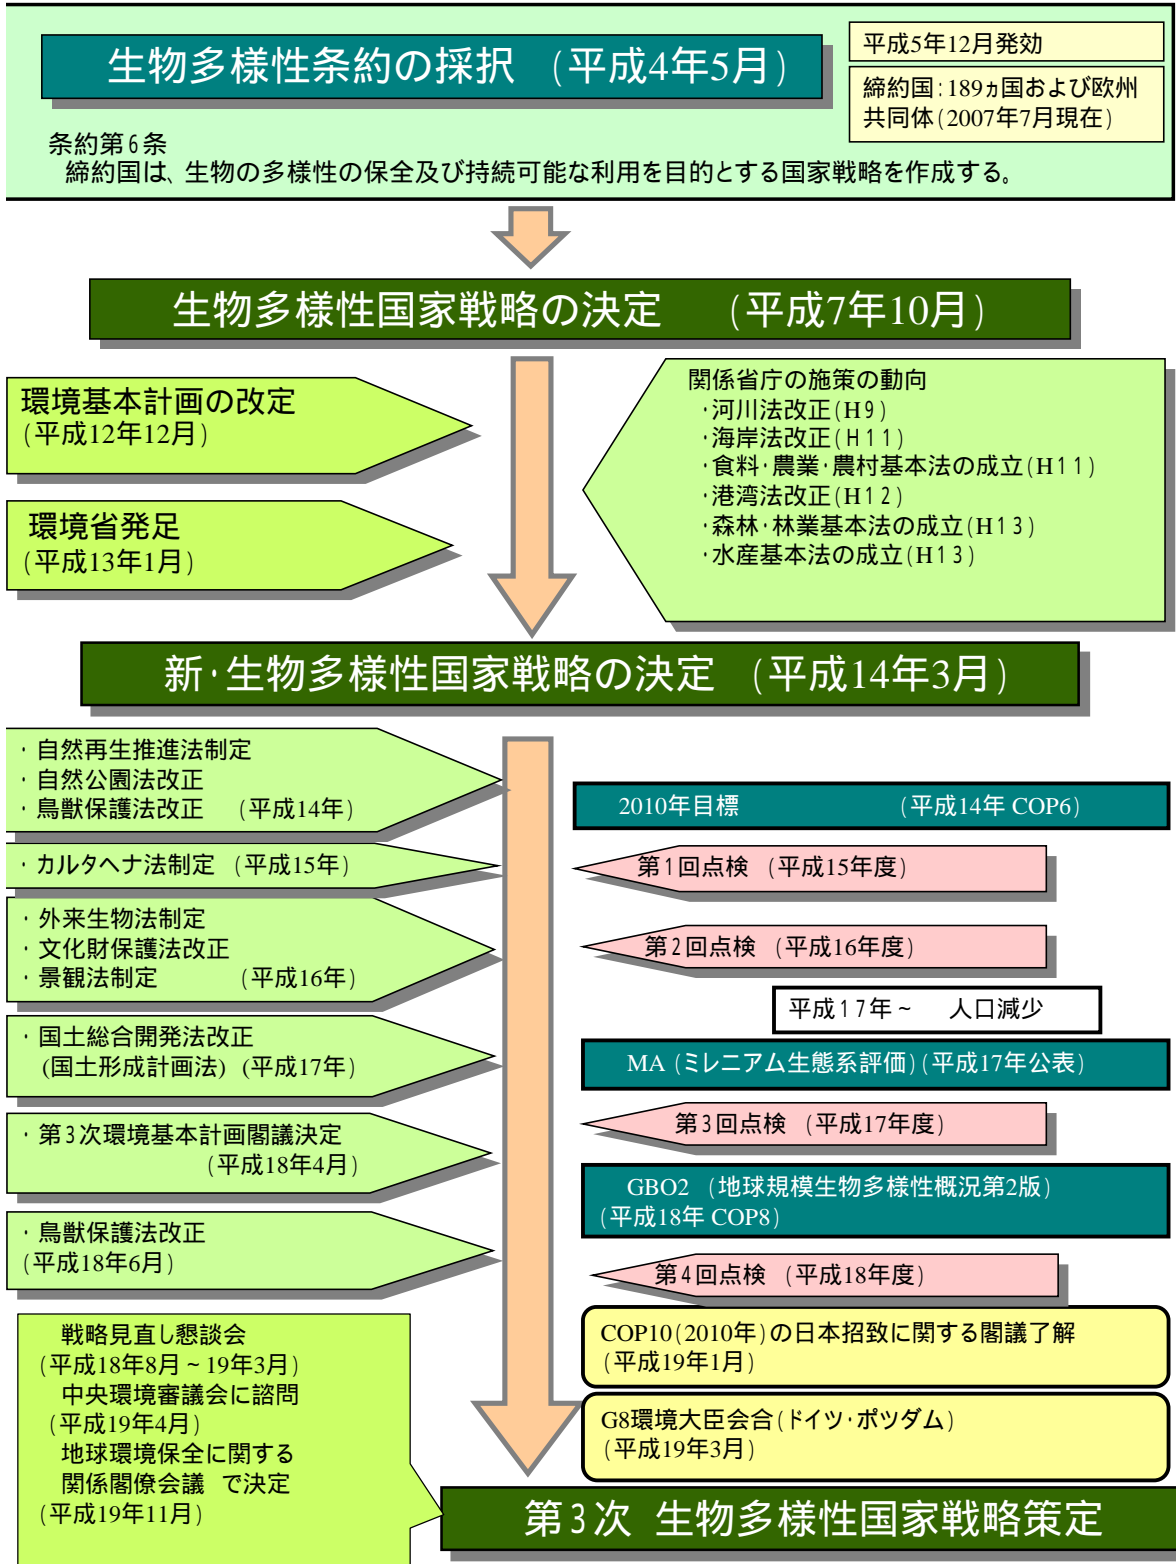 生物多様性条約の採択 (平成4年5月)
平成5年12月発効
締約国:189ヵ国および欧州
共同体(2007年7月現在)
条約第6条
締約国は、生物の多様性の保全及び持続可能な利用を目的とする国家戦略を作成する。
生物多様性国家戦略の決定 (平成7年10月)
環境基本計画の改定
(平成12年12月)
環境省発足
(平成13年1月)
関係省庁の施策の動向
・河川法改正(H9)
・海岸法改正(H11)
・食料・農業・農村基本法の成立(H11)
・港湾法改正(H12)
・森林・林業基本法の成立(H13)
・水産基本法の成立(H13)
新・生物多様性国家戦略の決定 (平成14年3月)
・自然再生推進法制定
・自然公園法改正
・鳥獣保護法改正 (平成14年)
2010年目標 (平成14年 COP6)
・カルタヘナ法制定 (平成15年)
第1回点検 (平成15年度)
・外来生物法制定
・文化財保護法改正
・景観法制定 (平成16年)
第2回点検 (平成16年度)
平成17年~ 人口減少
・国土総合開発法改正
(国土形成計画法) (平成17年)
MA(ミレニアム生態系評価)(平成17年公表)
・第3次環境基本計画閣議決定
(平成18年4月)
第3回点検 (平成17年度)
GBO2 (地球規模生物多様性概況第2版)
(平成18年 COP8)
・鳥獣保護法改正
(平成18年6月)
第4回点検 (平成18年度)
戦略見直し懇談会
(平成18年8月~19年3月)
中央環境審議会に諮問
(平成19年4月)
地球環境保全に関する
関係閣僚会議 で決定
(平成19年11月)
COP10(2010年)の日本招致に関する閣議了解
(平成19年1月)
G8環境大臣会合(ドイツ・ポツダム)
(平成19年3月)
第3次 生物多様性国家戦略策定